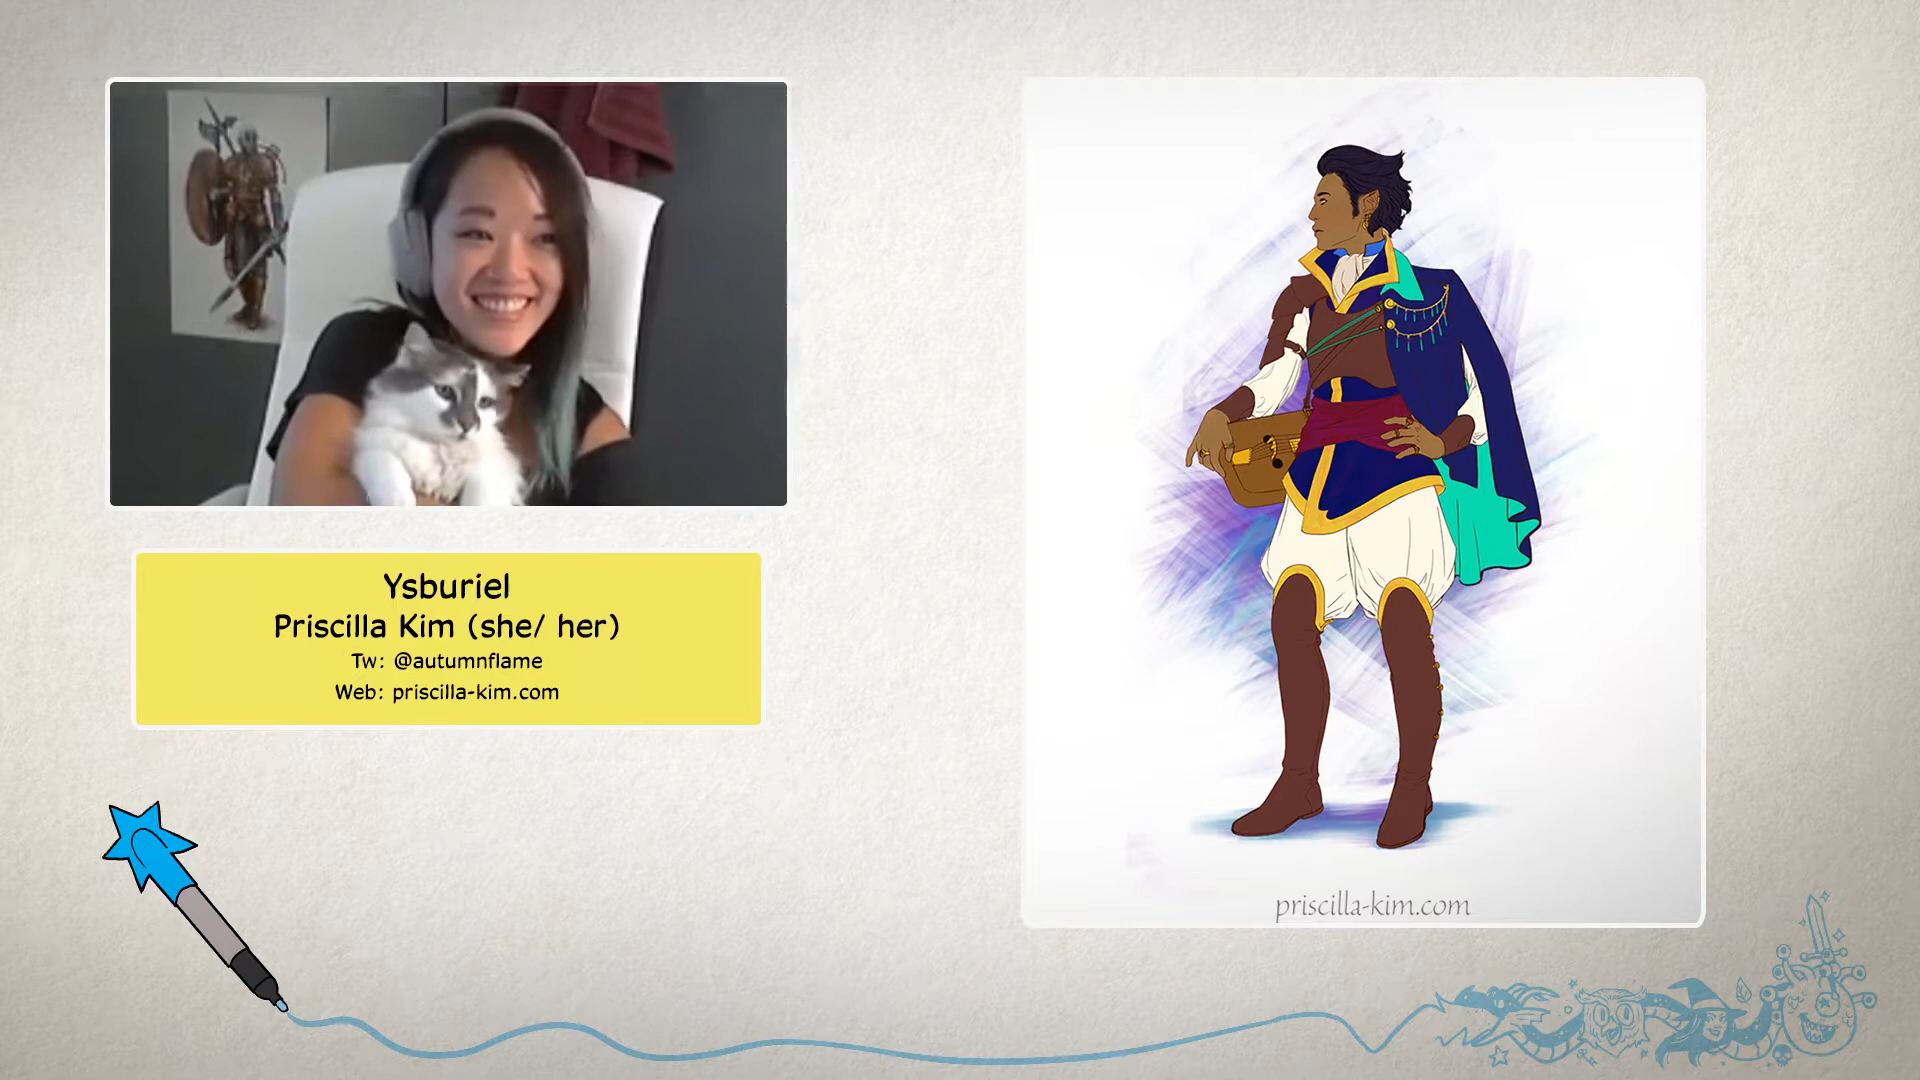 Ysburiel
Priscilla Kim (she/ her)
Tw: @autumnflame
Web: priscilla-kim.com
priscilla-kim.com